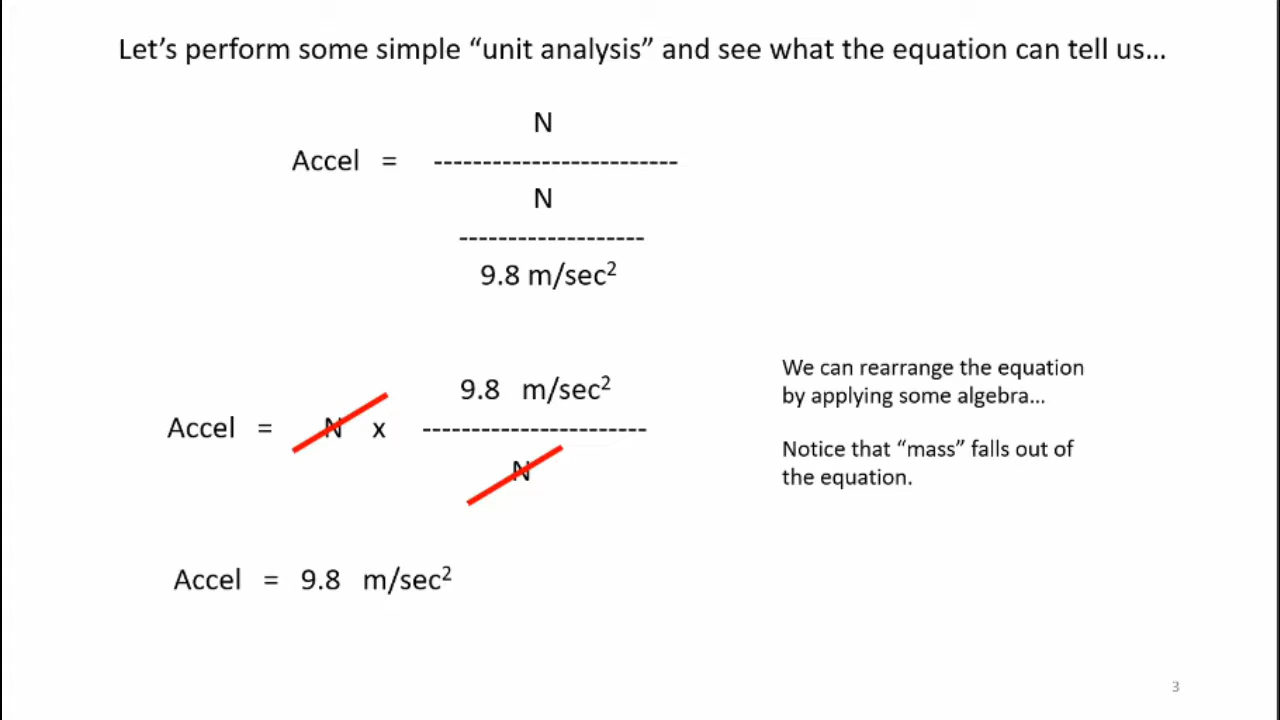 Let’s perform some simple “unit analysis” and see what the equation can tell us...
N
Accel = -------------------------
N
-------------------
9.8 m/sec²
9.8 m/sec²
Accel = N x -----------------------
N
We can rearrange the equation
by applying some algebra...
Notice that “mass” falls out of
the equation.
Accel = 9.8 m/sec²
3